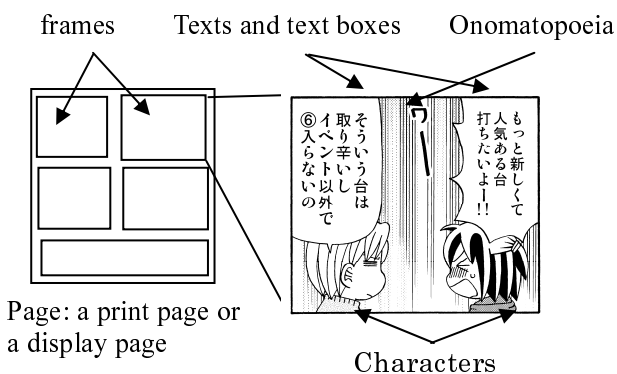 frames
Texts and text boxes
Onomatopoeia
もっと新しくて
人気ある台
打ちたいよー!!
ワー
そういう台は
取り辛いし
イベント以外で
⑥入らないの
Page: a print page or
a display page
Characters